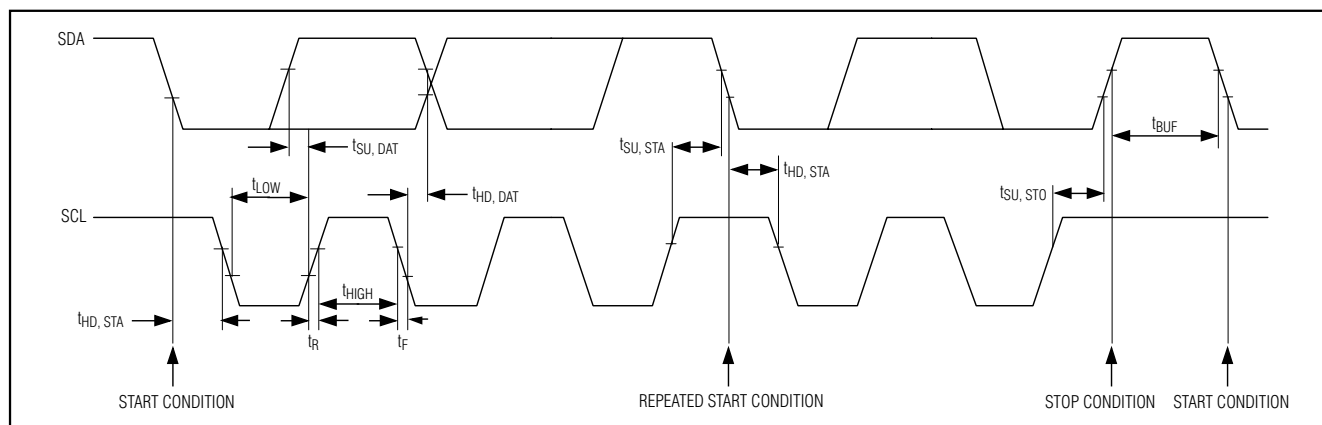 SDA
tSU, DAT
tSU, STA
tBUF
tLOW
tHD, DAT
tHD, STA
tSU, STO
SCL
tHIGH
tHD, STA
tR
tF
START CONDITION
REPEATED START CONDITION
STOP CONDITION
START CONDITION